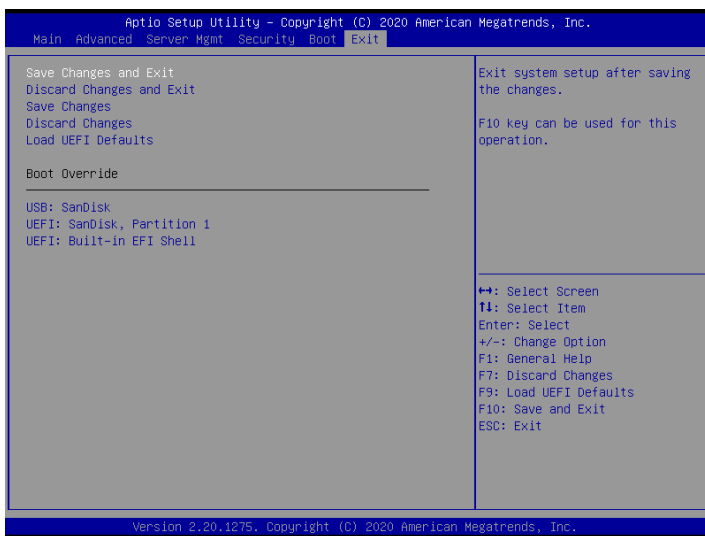 Aptio Setup Utility – Copyright (C) 2020 American Megatrends, Inc.
Main Advanced Server Mgmt Security Boot Exit
Save Changes and Exit
Discard Changes and Exit
Save Changes
Discard Changes
Load UEFI Defaults
Boot Override
USB: SanDisk
UEFI: SanDisk, Partition 1
UEFI: Built-in EFI Shell
Exit system setup after saving
the changes.
F10 key can be used for this
operation.
↔: Select Screen
↑↓: Select Item
Enter: Select
+/-: Change Option
F1: General Help
F7: Discard Changes
F9: Load UEFI Defaults
F10: Save and Exit
ESC: Exit
Version 2.20.1275. Copyright (C) 2020 American Megatrends, Inc.